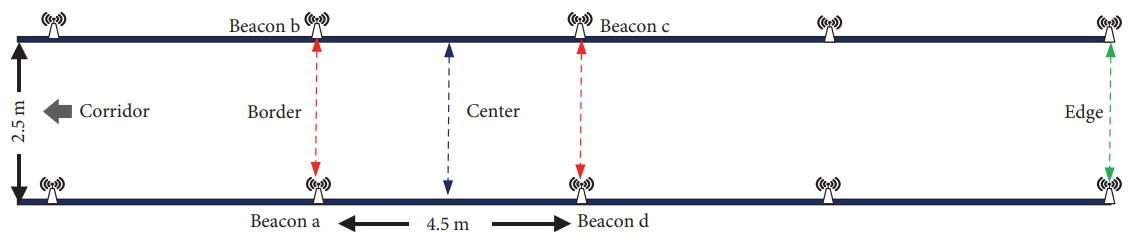 Beacon b
Beacon c
2.5 m
Corridor
Border
Center
Edge
Beacon a
4.5 m
Beacon d